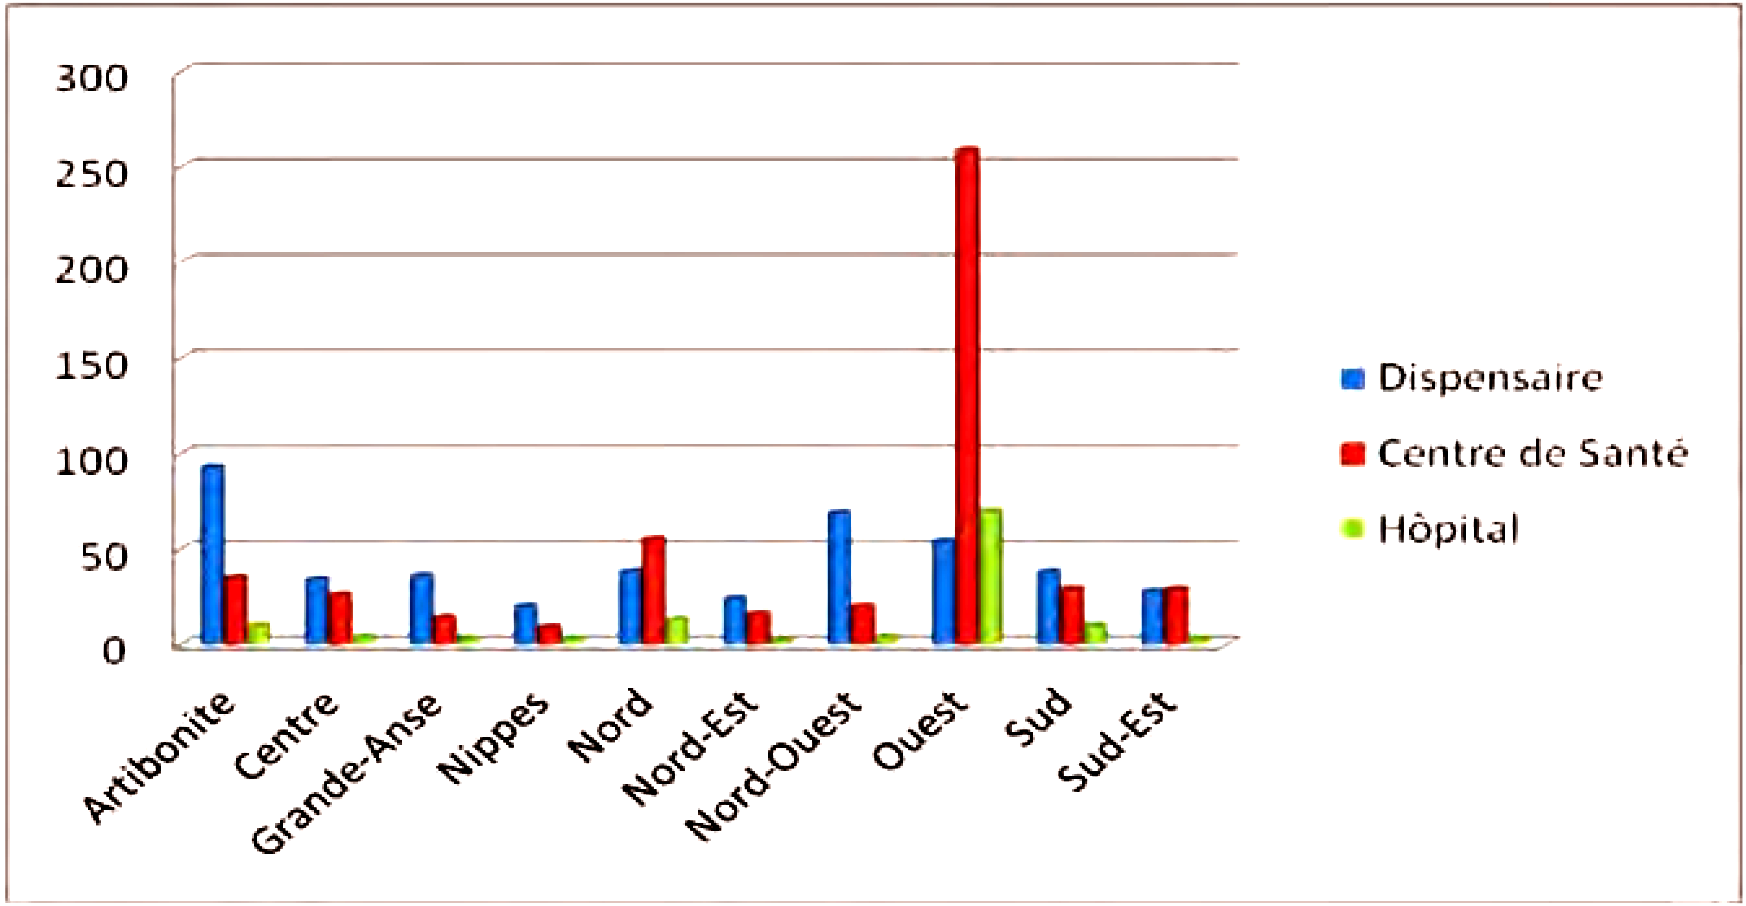 300
250
200
150
100
50
0
Artibonite
Centre
Grande-Anse
Nippes
Nord
Nord-Est
Nord-Ouest
Ouest
Sud
Sud-Est
Dispensaire
Centre de Santé
Hôpital